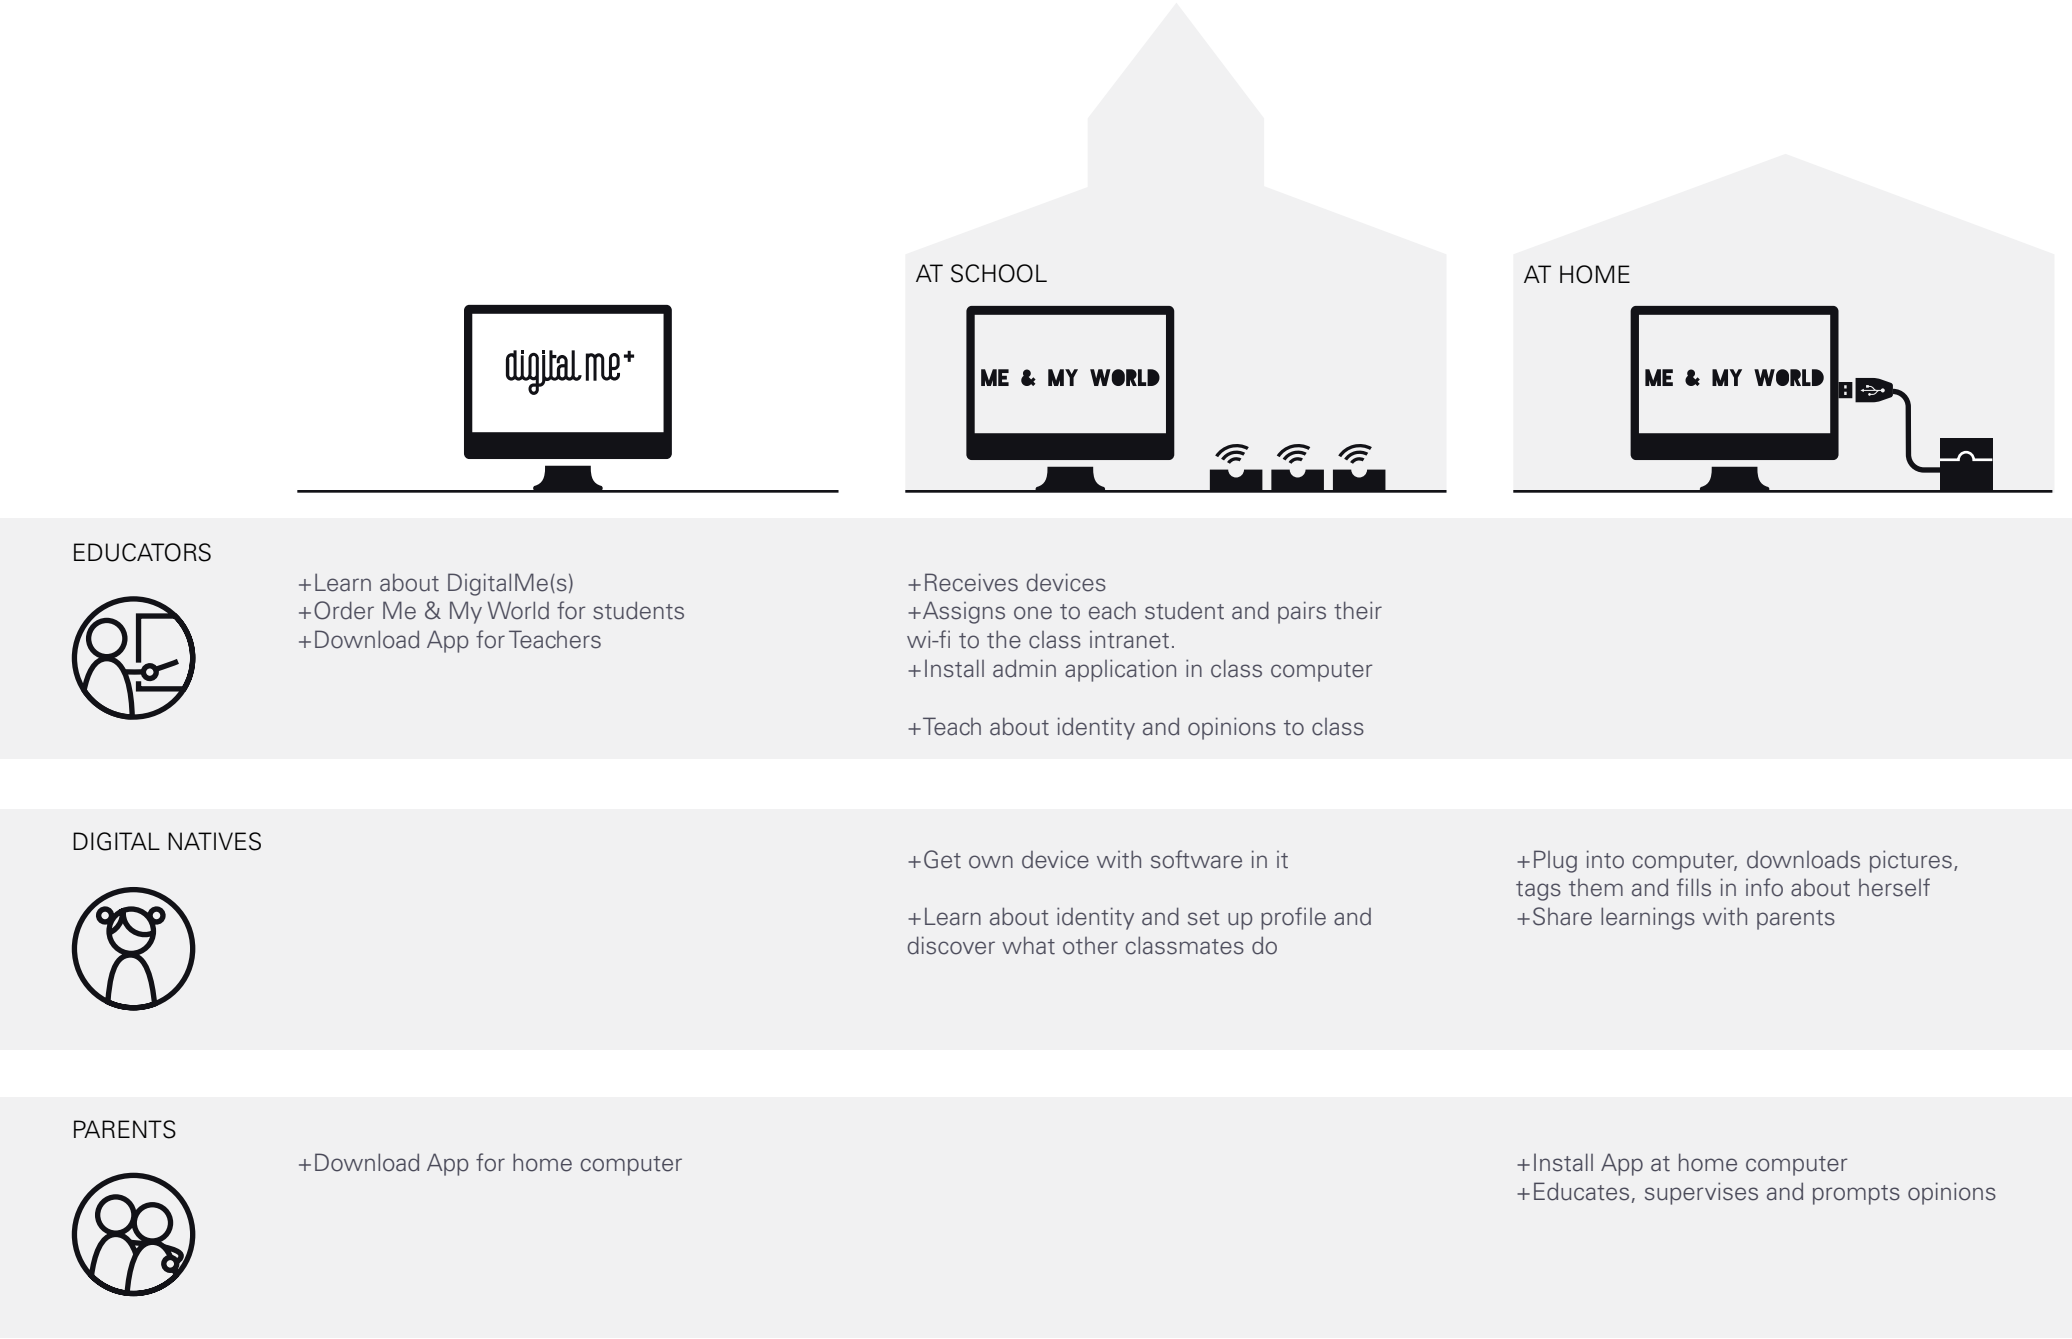 AT SCHOOL
AT HOME
digital me+
ME & MY WORLD
ME & MY WORLD
EDUCATORS
+Learn about DigitalMe(s)
+Order Me & My World for students
+Download App for Teachers
+Receives devices
+Assigns one to each student and pairs their
wi-fi to the class intranet.
+Install admin application in class computer
+Teach about identity and opinions to class
DIGITAL NATIVES
+Get own device with software in it
+Learn about identity and set up profile and
discover what other classmates do
+Plug into computer, downloads pictures,
tags them and fills in info about herself
+Share learnings with parents
PARENTS
+Download App for home computer
+Install App at home computer
+Educates, supervises and prompts opinions